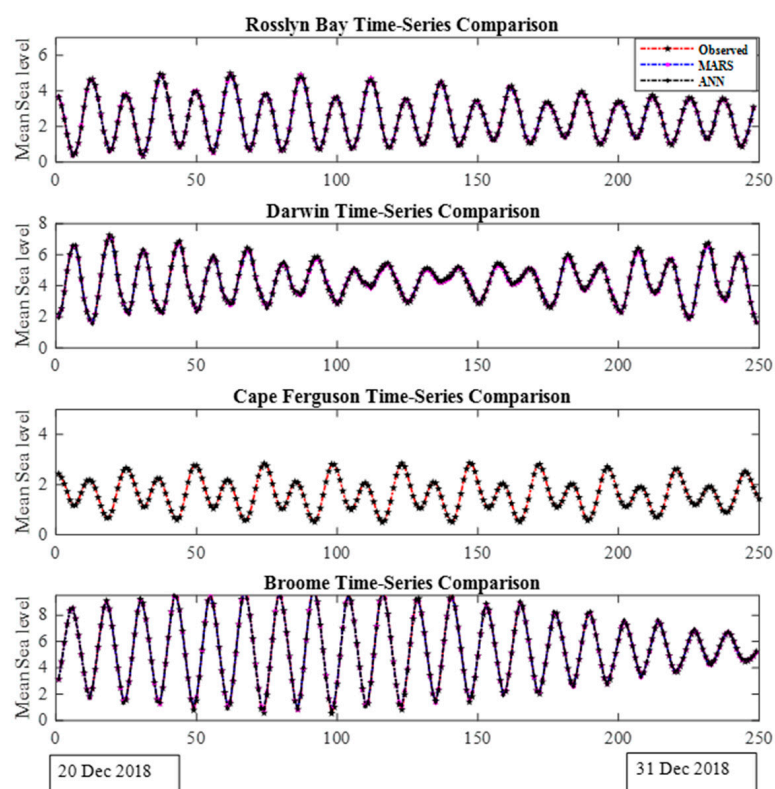 Rosslyn Bay Time-Series Comparison
Mean Sea level
6
4
2
0
Observed
MARS
ANN
0 50 100 150 200 250
Darwin Time-Series Comparison
Mean Sea level
8
6
4
2
0
0 50 100 150 200 250
Cape Ferguson Time-Series Comparison
Mean Sea level
4
2
0
0 50 100 150 200 250
Broome Time-Series Comparison
Mean Sea level
8
6
4
2
0
0 50 100 150 200 250
20 Dec 2018
31 Dec 2018